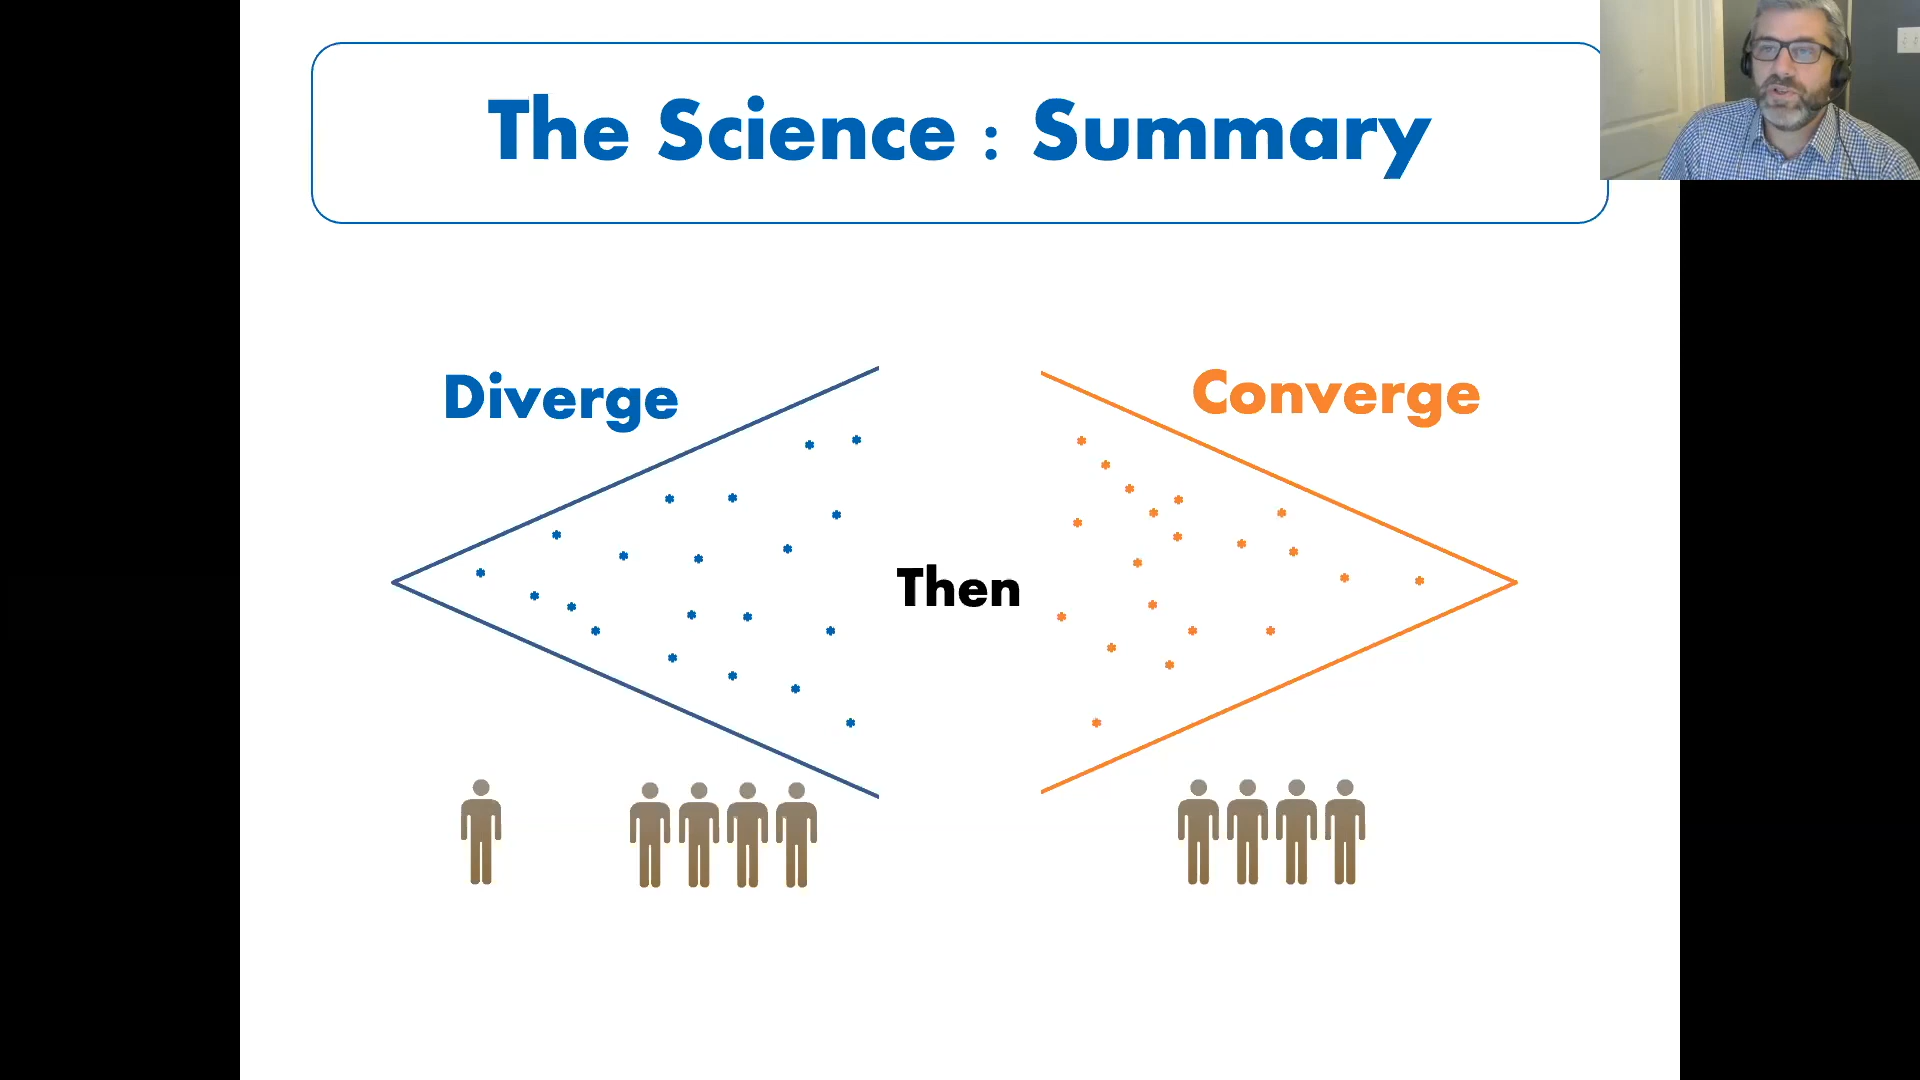 The Science : Summary
Diverge
Converge
Then